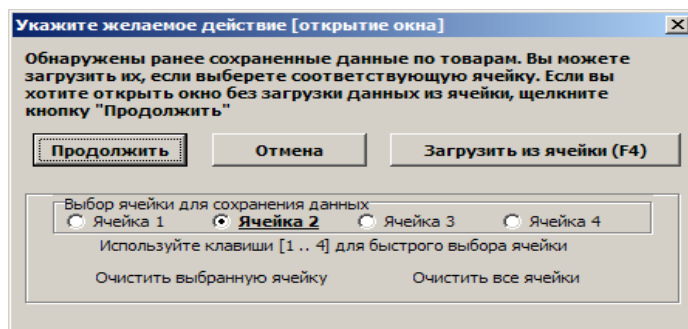 Укажите желаемое действие [открытие окна]
Обнаружены ранее сохраненные данные по товарам. Вы можете
загрузить их, если выберете соответствующую ячейку. Если вы
хотите открыть окно без загрузки данных из ячейки, щелкните
кнопку "Продолжить"
Продолжить Отмена Загрузить из ячейки (F4)
Выбор ячейки для сохранения данных
Ячейка 1 Ячейка 2 Ячейка 3 Ячейка 4
Используйте клавиши [1 .. 4] для быстрого выбора ячейки
Очистить выбранную ячейку Очистить все ячейки